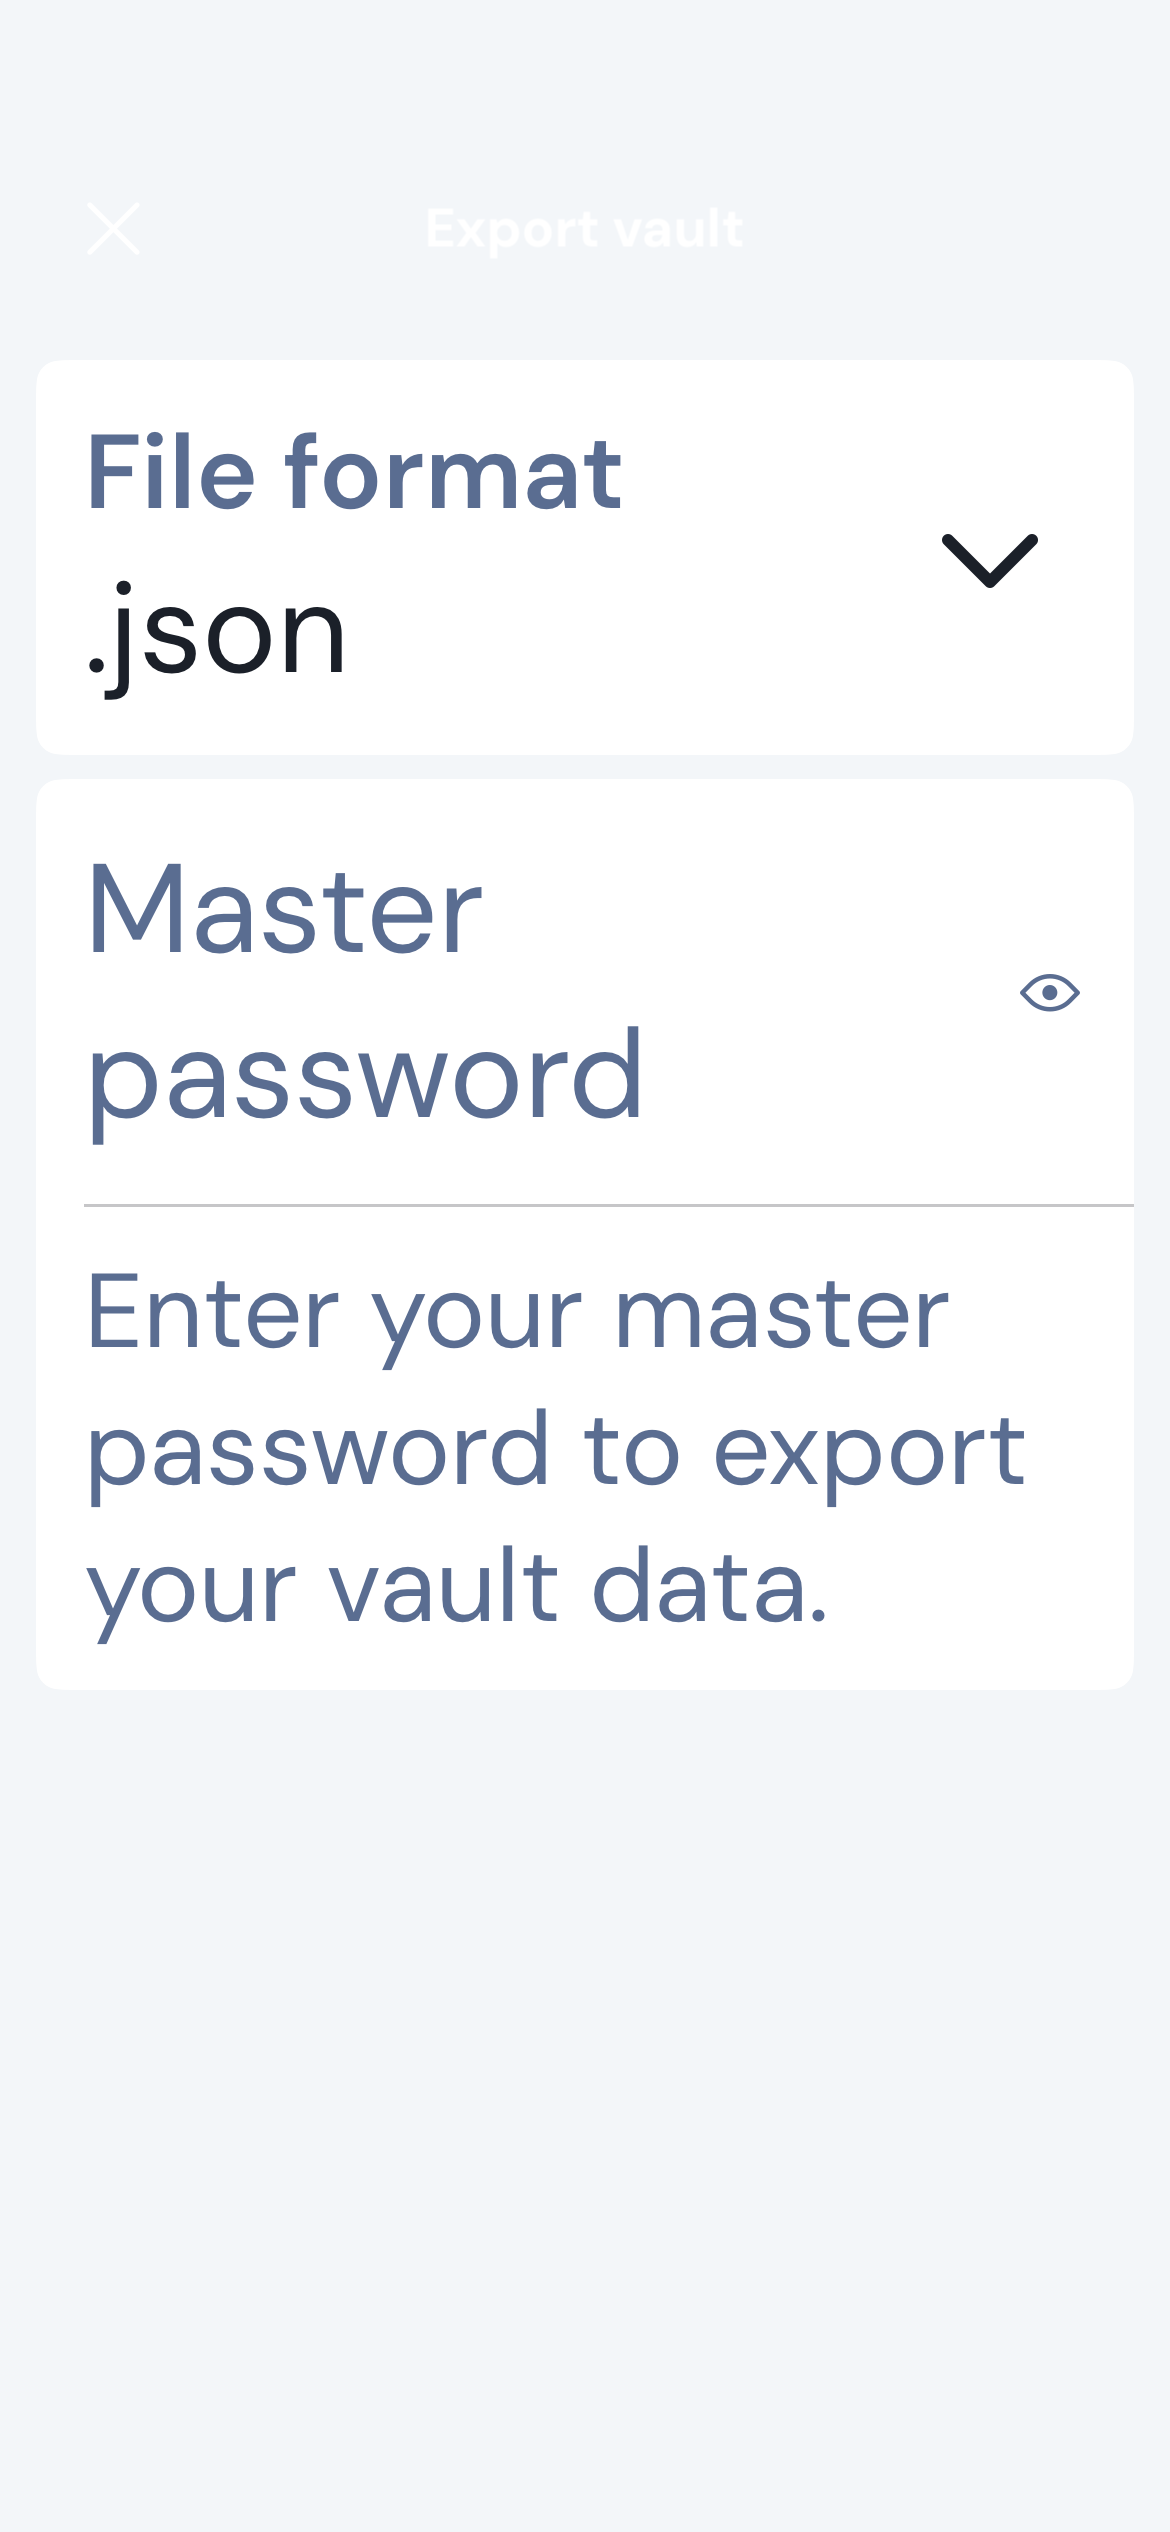 Export vault
File format
.json
Master
password
Enter your master
password to export
your vault data.